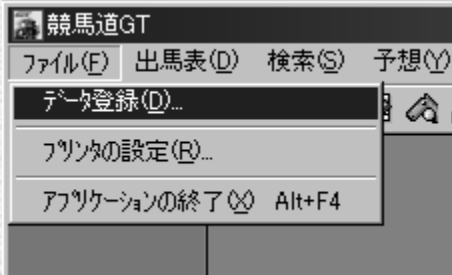 競馬道GT
ファイル(F) 出馬表(D) 検索(S) 予想(Y)
データ登録(D)...
プリンタの設定(R)...
アプリケーションの終了(X) Alt+F4